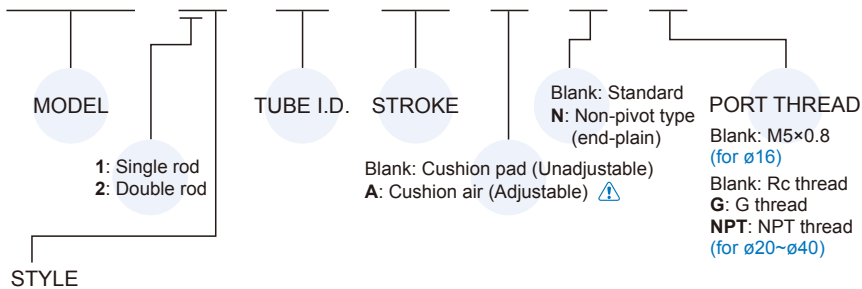 MODEL
1: Single rod
2: Double rod
STYLE
TUBE I.D.
STROKE
Blank: Cushion pad (Unadjustable)
A: Cushion air (Adjustable)
Blank: Standard
N: Non-pivot type
(end-plain)
PORT THREAD
Blank: M5×0.8
(for ø16)
Blank: Rc thread
G: G thread
NPT: NPT thread
(for ø20~ø40)